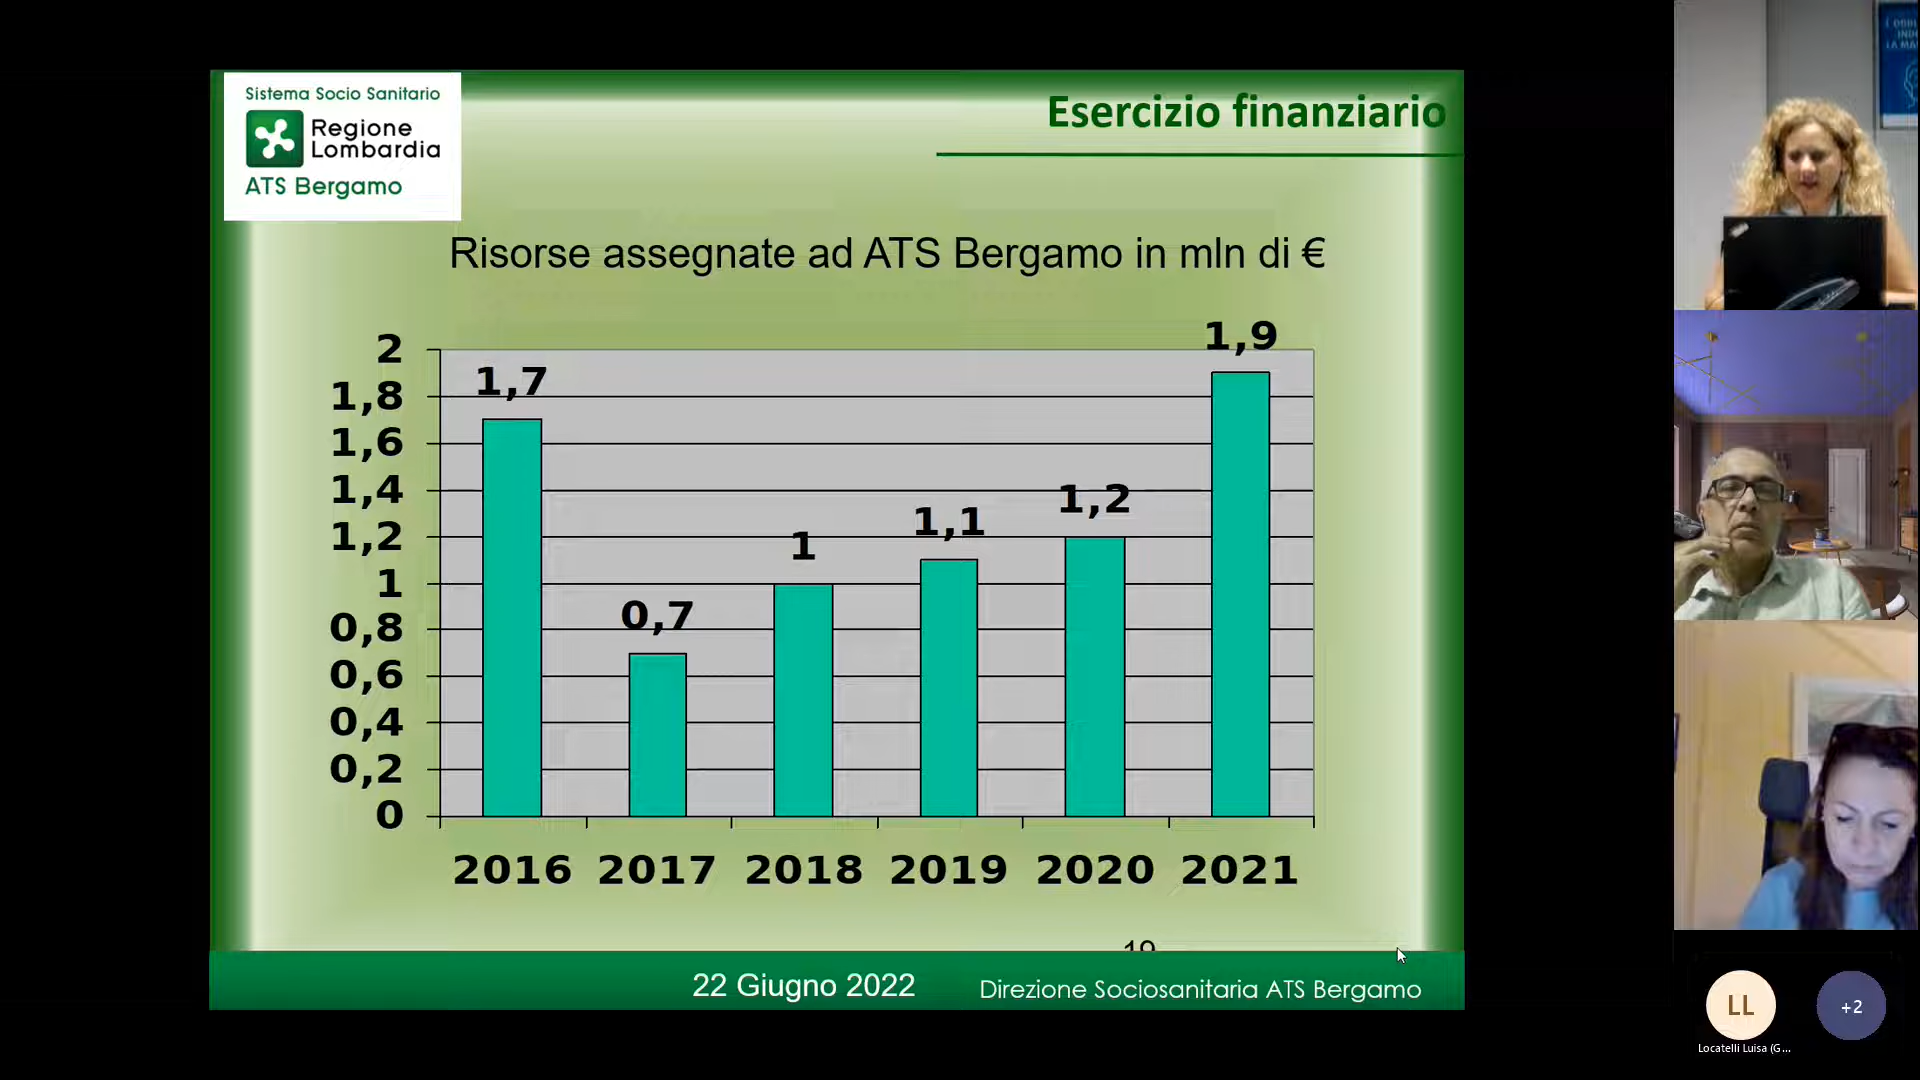 Sistema Socio Sanitario
Regione
Lombardia
ATS Bergamo
Esercizio finanziario
Risorse assegnate ad ATS Bergamo in mln di €
2
1,8
1,6
1,4
1,2
1
0,8
0,6
0,4
0,2
0
1,7
0,7
1
1,1
1,2
1,9
2016 2017 2018 2019 2020 2021
22 Giugno 2022
Direzione Sociosanitaria ATS Bergamo
LL
+2
Locatelli Luisa (G...